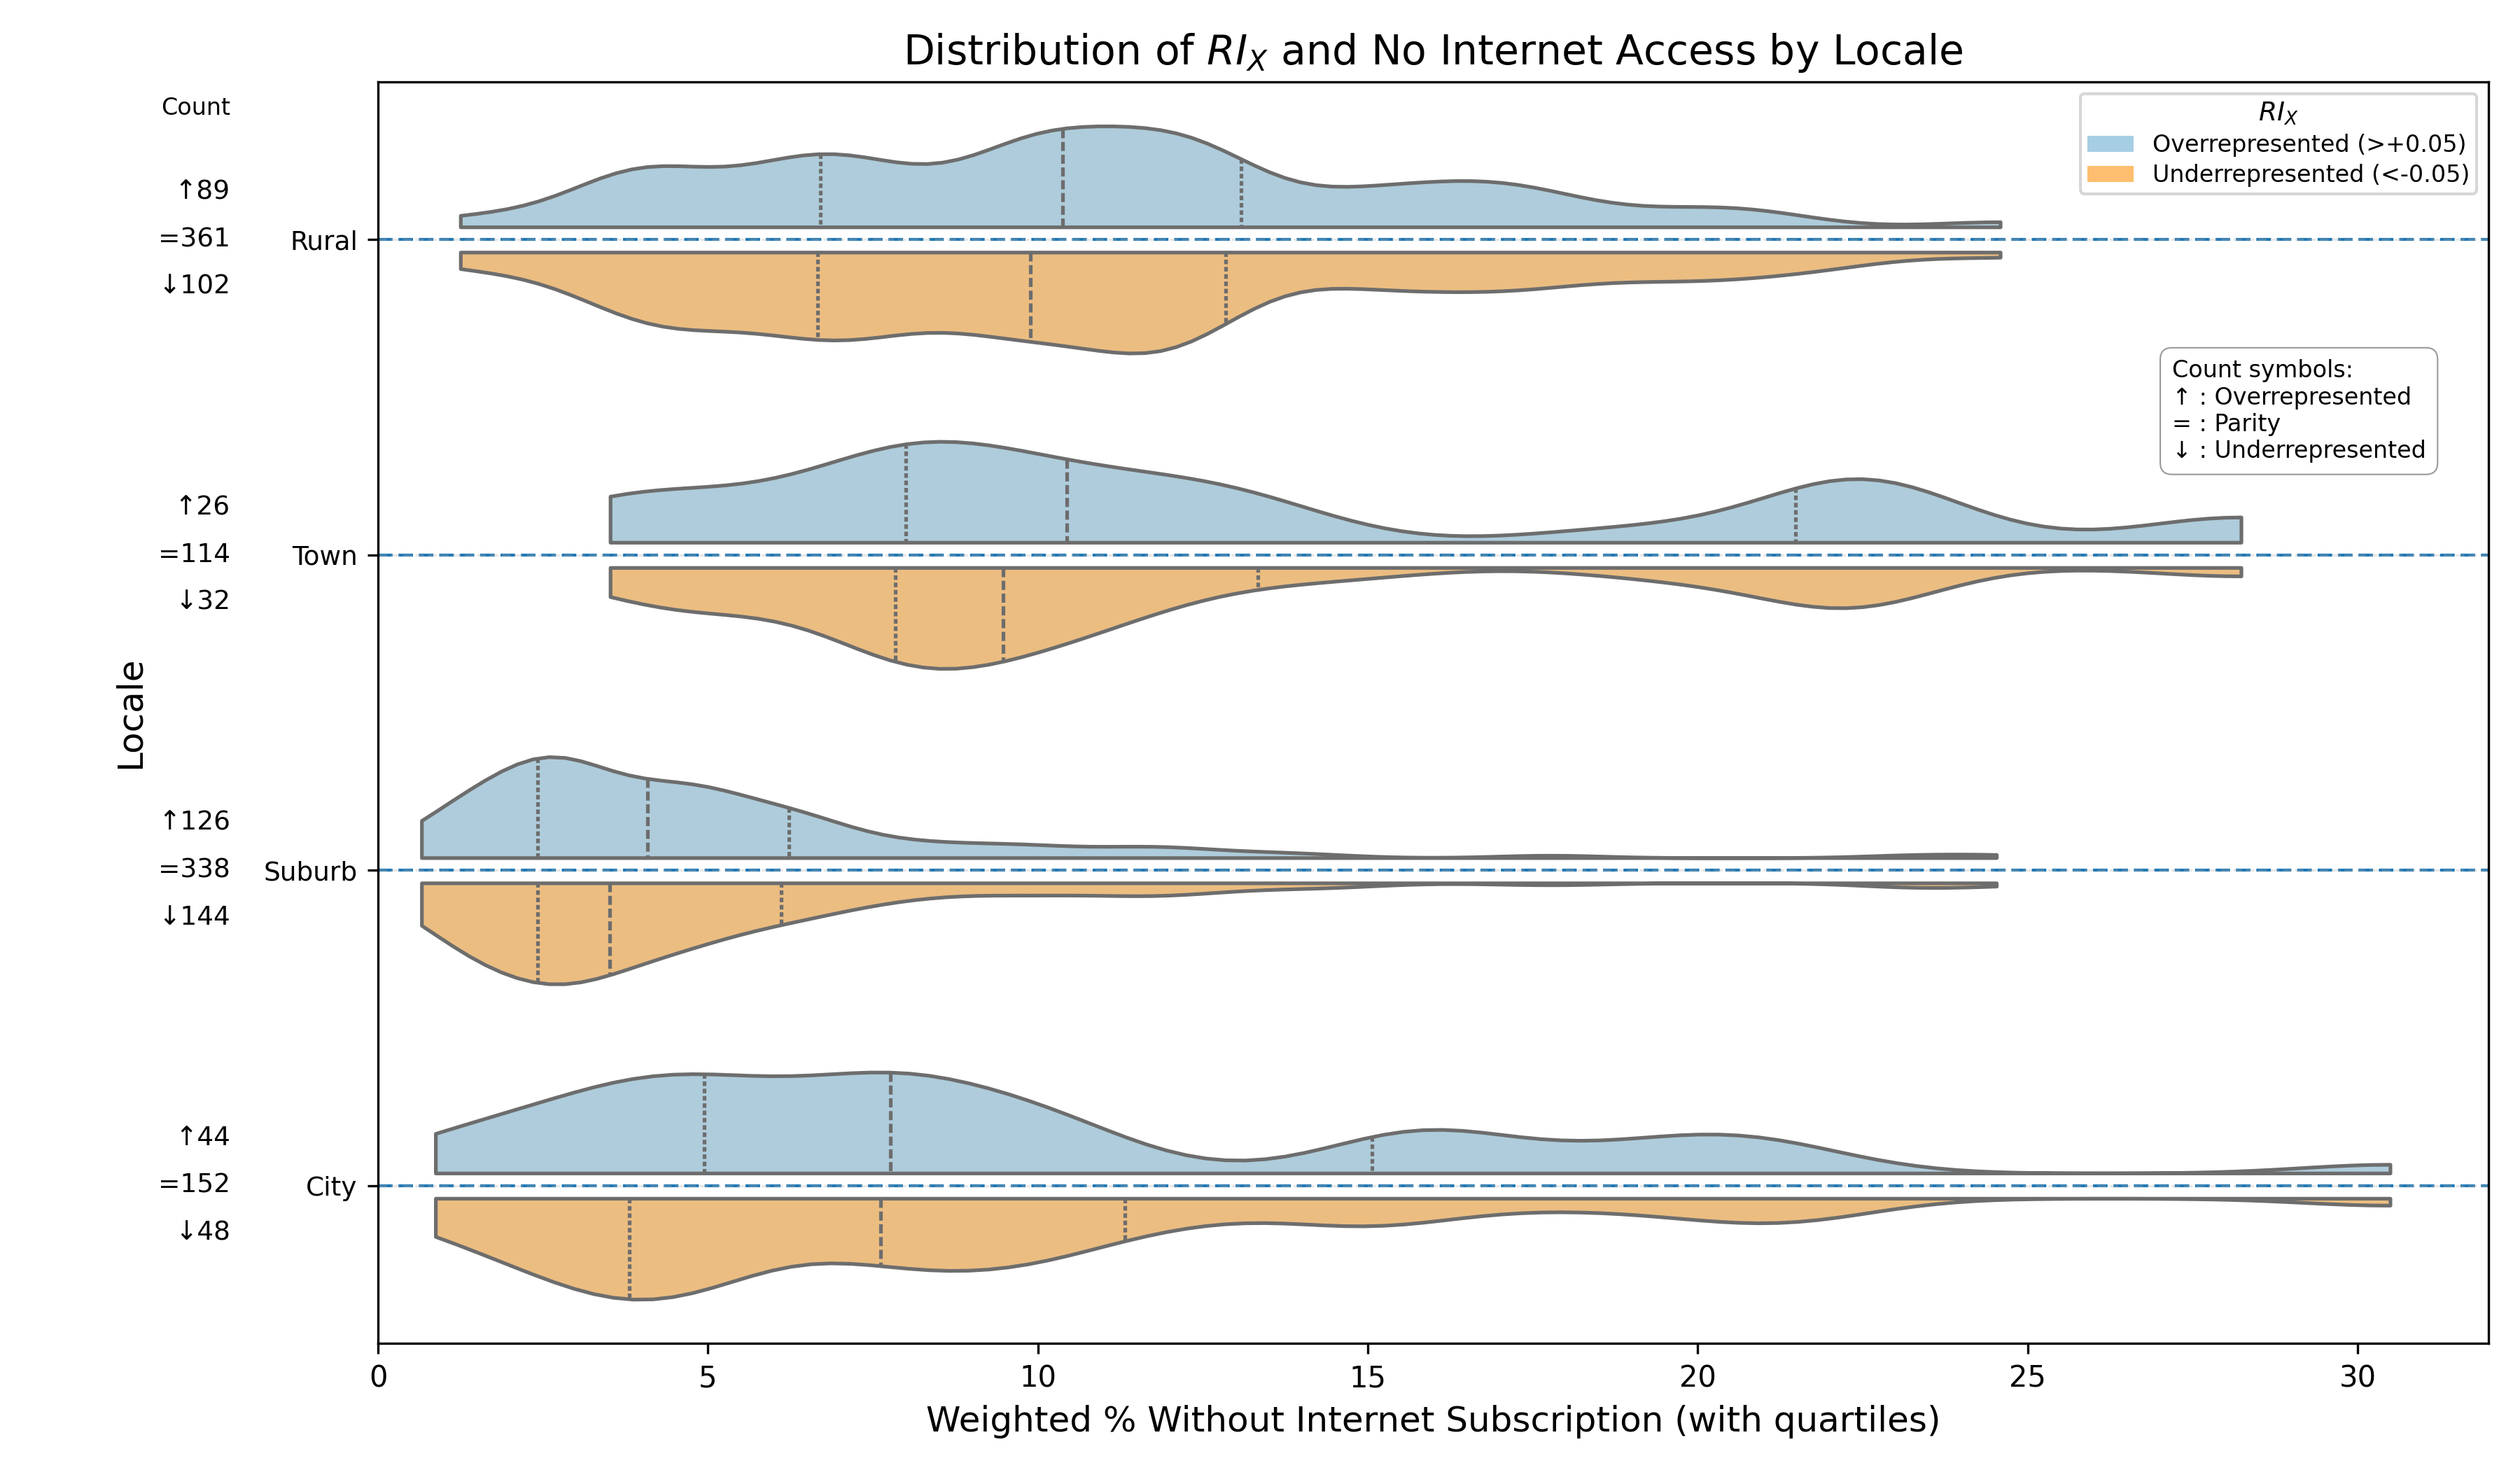 Distribution of RI_X and No Internet Access by Locale
Count
↑89
=361
↓102
Rural
RI_X
Overrepresented (>+0.05)
Underrepresented (<-0.05)
Count symbols:
↑ : Overrepresented
= : Parity
↓ : Underrepresented
↑26
=114
↓32
Town
Locale
↑126
=338
↓144
Suburb
↑44
=152
↓48
City
0 5 10 15 20 25 30
Weighted % Without Internet Subscription (with quartiles)